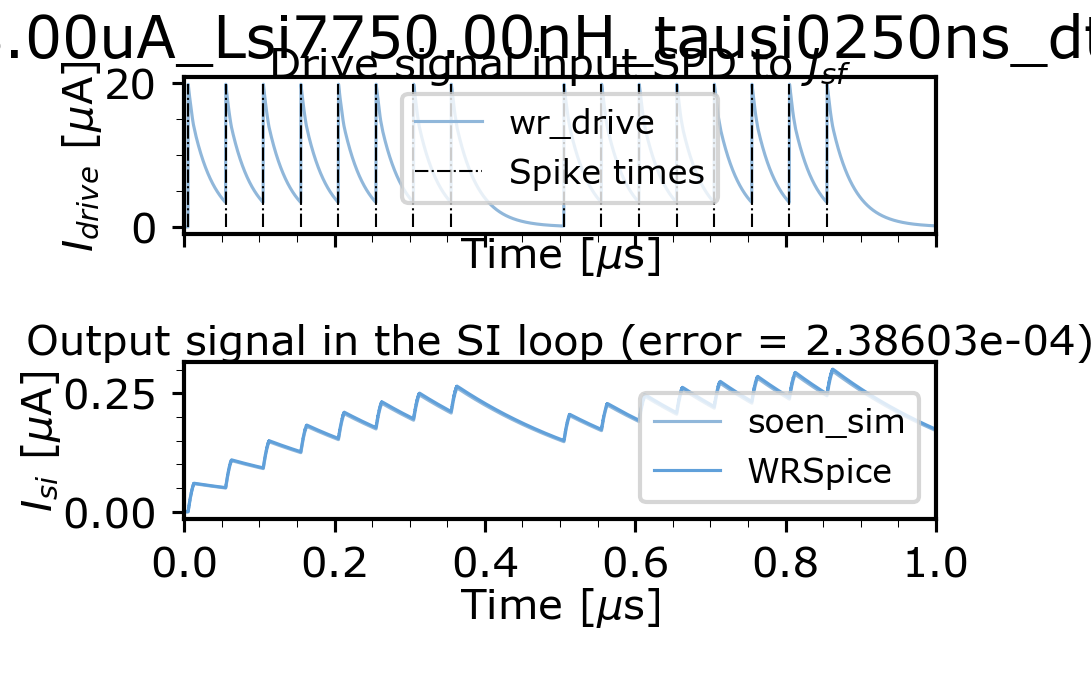 .00uA_Lsi7750.00nH_tausi0250ns_dt
Drive signal input SPD to J_sf
I_drive [μA]
20
0
wr_drive
Spike times
Time [μs]
Output signal in the SI loop (error = 2.38603e-04)
I_si [μA]
0.25
0.00
soen_sim
WRSpice
0.0 0.2 0.4 0.6 0.8 1.0
Time [μs]